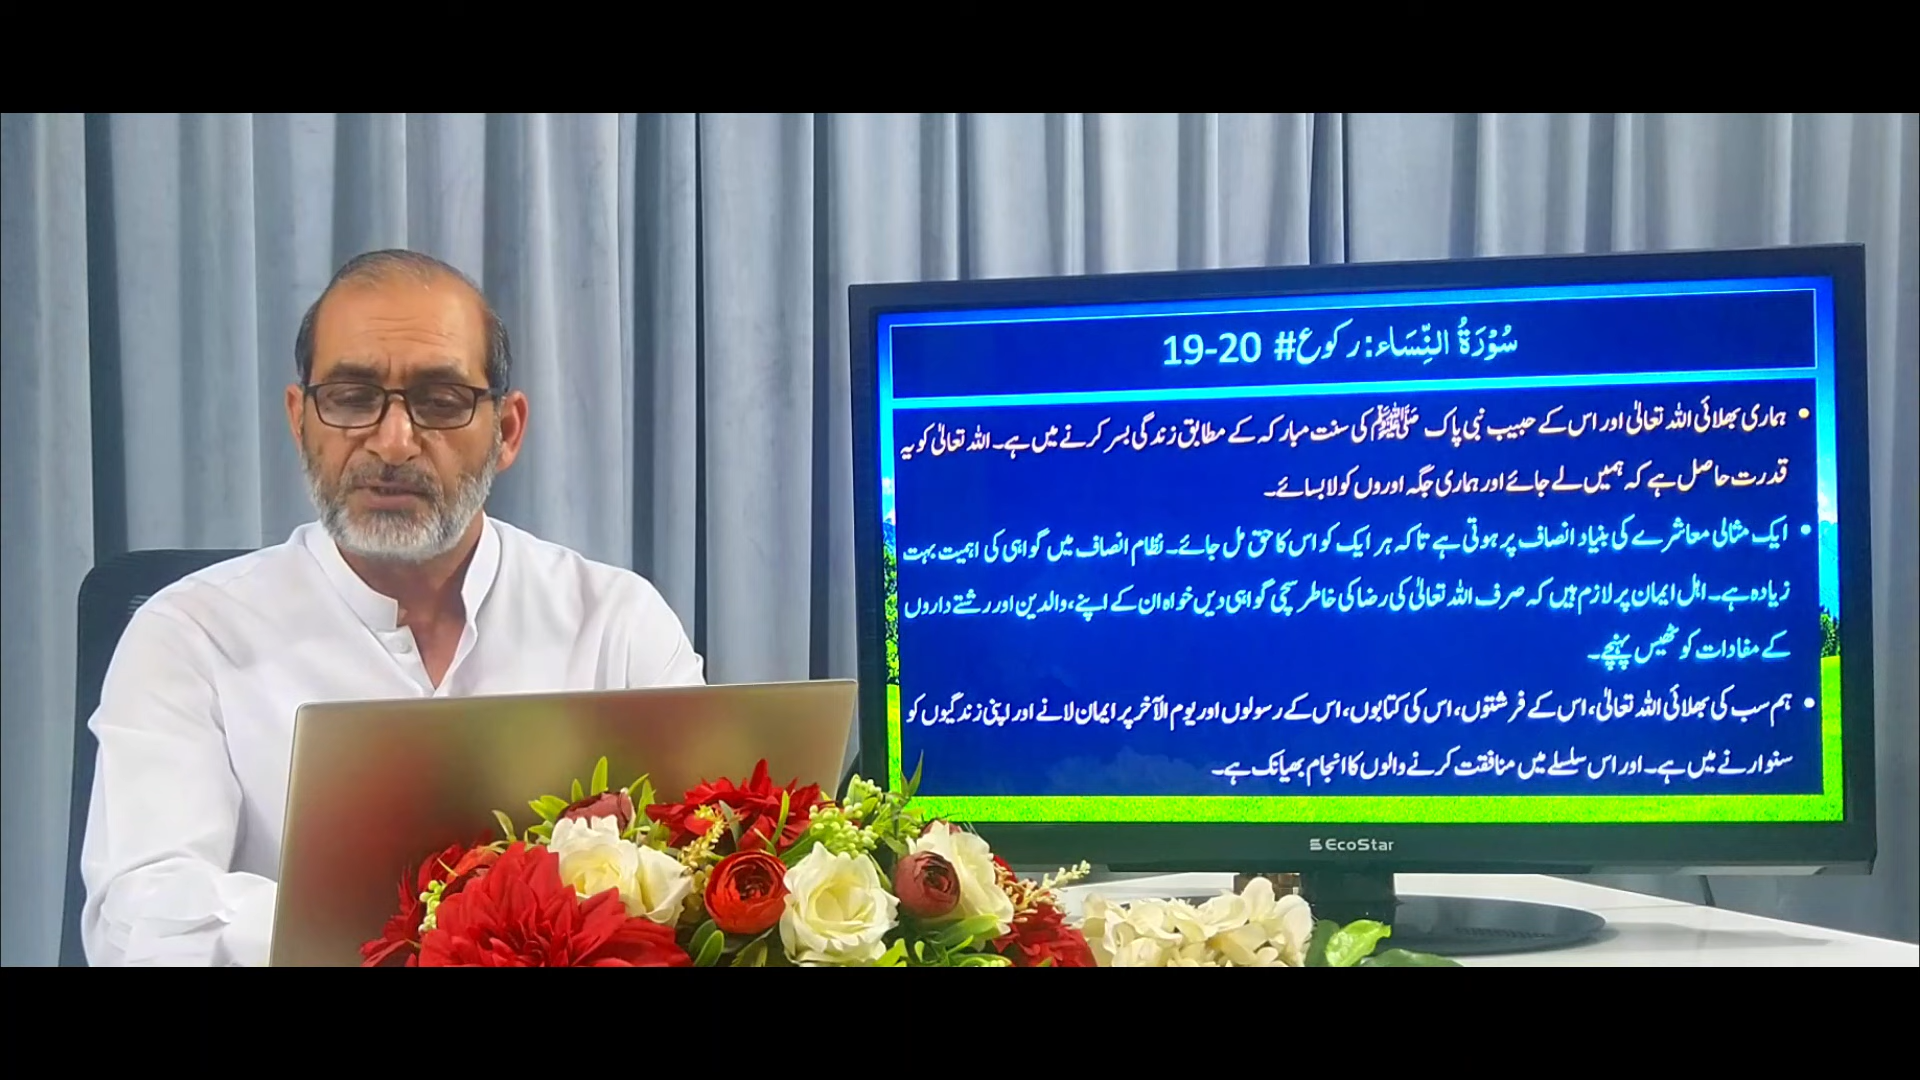 سُوْرَةُ النِّسَاء: رکوع# 19-20
• ہماری بھلائی اللہ تعالیٰ اور اس کے حبیب نبی پاک ﷺ کی سنت مبارکہ کے مطابق زندگی بسر کرنے میں ہے۔ اللہ تعالیٰ کو یہ
قدرت حاصل ہے کہ ہمیں لے جائے اور ہماری جگہ اوروں کو لا بسائے۔
• ایک مثالی معاشرے کی بنیاد انصاف پر ہوتی ہے تاکہ ہر ایک کو اس کا حق مل جائے۔ نظام انصاف میں گواہی کی اہمیت بہت
زیادہ ہے۔ اہل ایمان پر لازم ہیں کہ صرف اللہ تعالیٰ کی رضا کی خاطر سچی گواہی دیں خواہ ان کے اپنے، والدین اور رشتے داروں
کے مفادات کو ٹھیس پہنچے۔
• ہم سب کی بھلائی اللہ تعالیٰ، اس کے فرشتوں، اس کی کتابوں، اس کے رسولوں اور یوم الآخر پر ایمان لانے اور اپنی زندگیوں کو
سنوارنے میں ہے۔ اور اس سلسلے میں منافقت کرنے والوں کا انجام بھیانک ہے۔
EcoStar